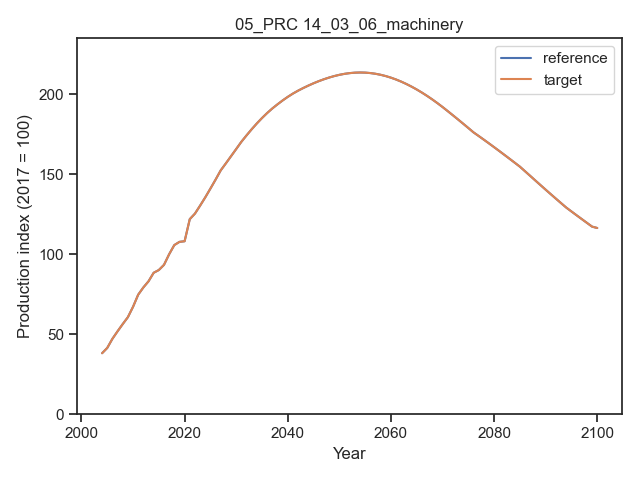 05_PRC 14_03_06_machinery
reference
target
Production index (2017 = 100)
200
150
100
50
0
2000 2020 2040 2060 2080 2100
Year